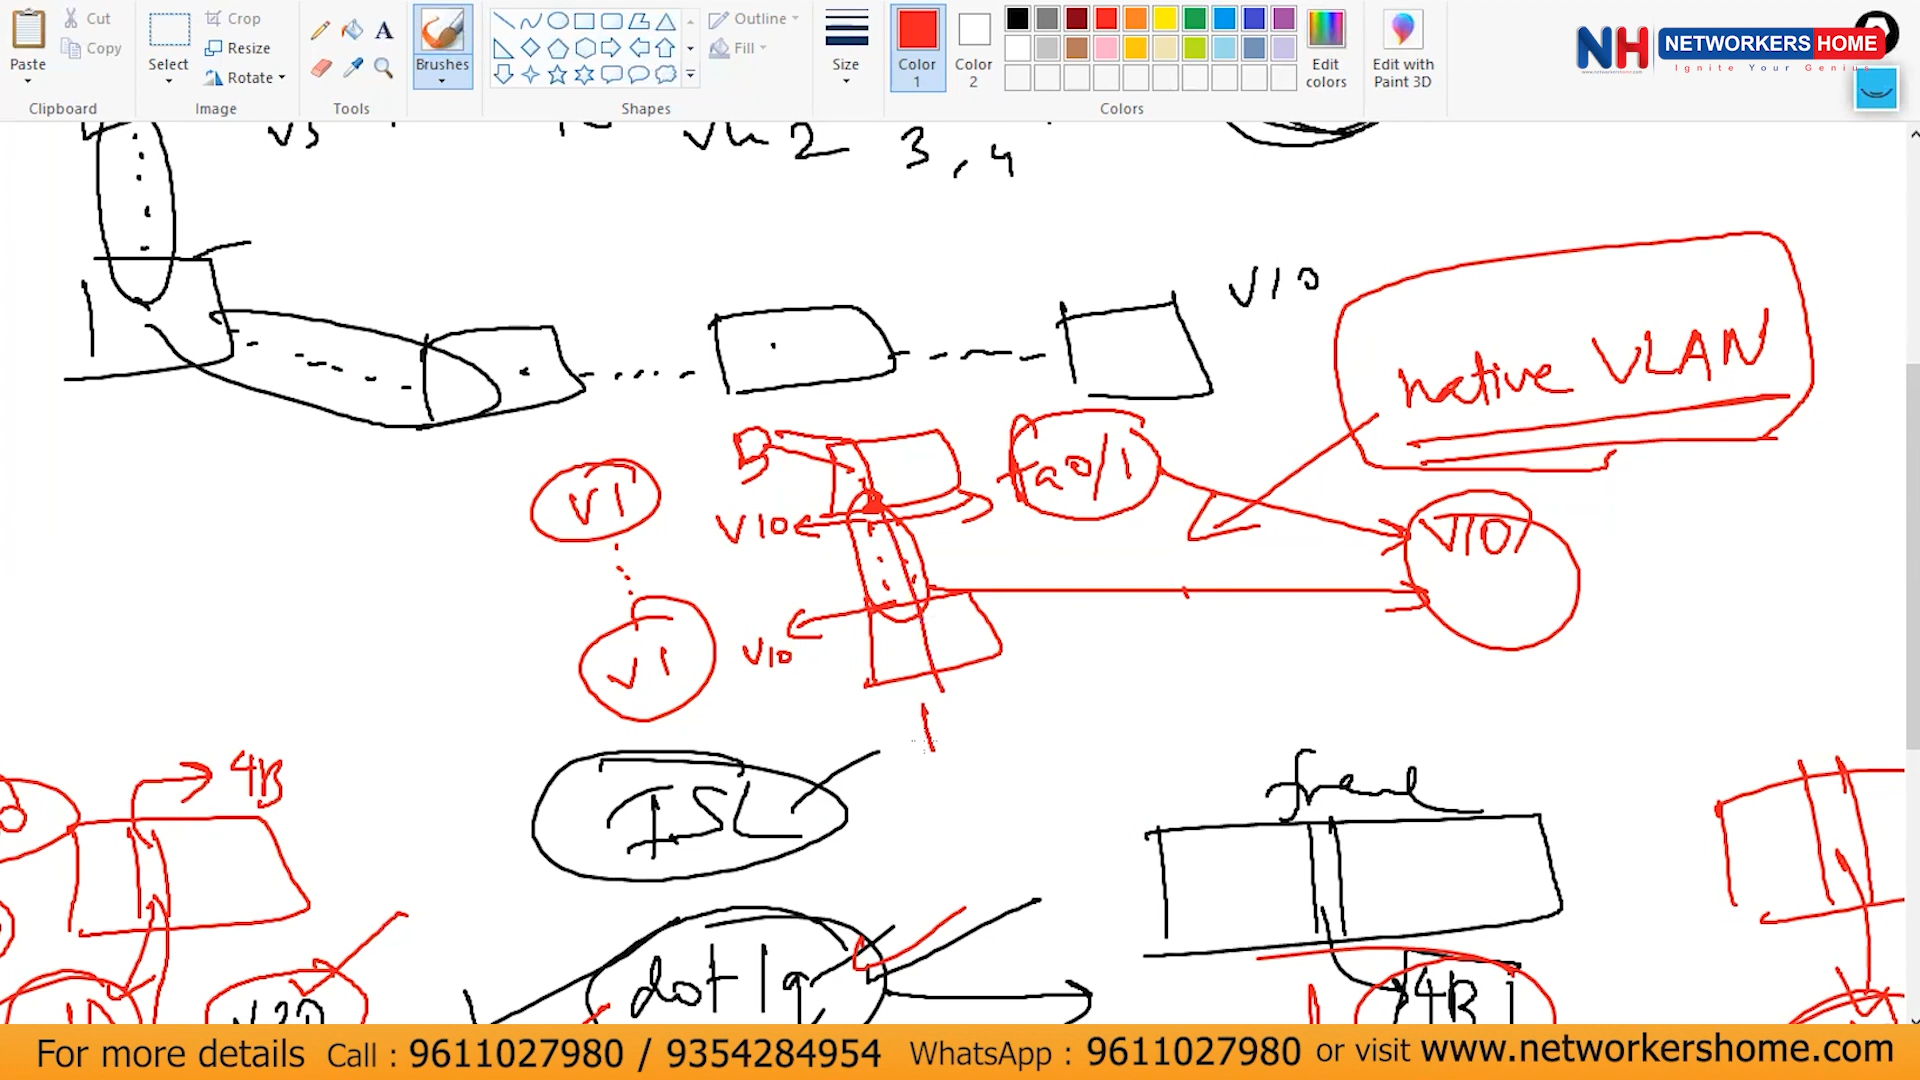 Paste
Cut
Copy
Clipboard
Select
Crop
Resize
Rotate
Image
A
Tools
Brushes
Shapes
Outline
Fill
Size
Color 1
Color 2
Colors
Edit colors
Edit with Paint 3D
NH NETWORKERS HOME
Ignite Your Genius
2 3 , 4
V10
native VLAN
V1
fa0/1
V10
V10
V1
V10
4B
ISL
frame
dot1q
4B
V20
For more details Call : 9611027980 / 9354284954 WhatsApp : 9611027980 or visit www.networkershome.com